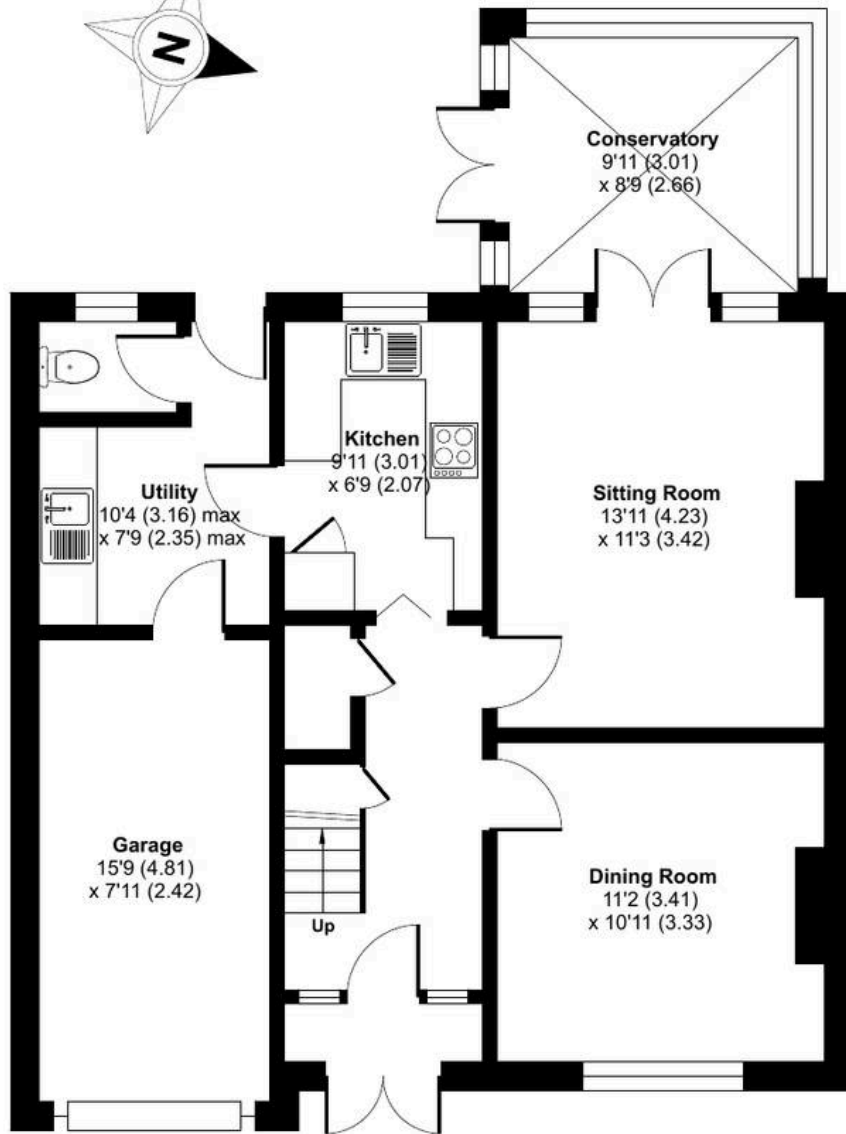 N
Conservatory
9'11 (3.01)
x 8'9 (2.66)
Kitchen
9'11 (3.01)
x 6'9 (2.07)
Utility
10'4 (3.16) max
x 7'9 (2.35) max
Sitting Room
13'11 (4.23)
x 11'3 (3.42)
Garage
15'9 (4.81)
x 7'11 (2.42)
Up
Dining Room
11'2 (3.41)
x 10'11 (3.33)